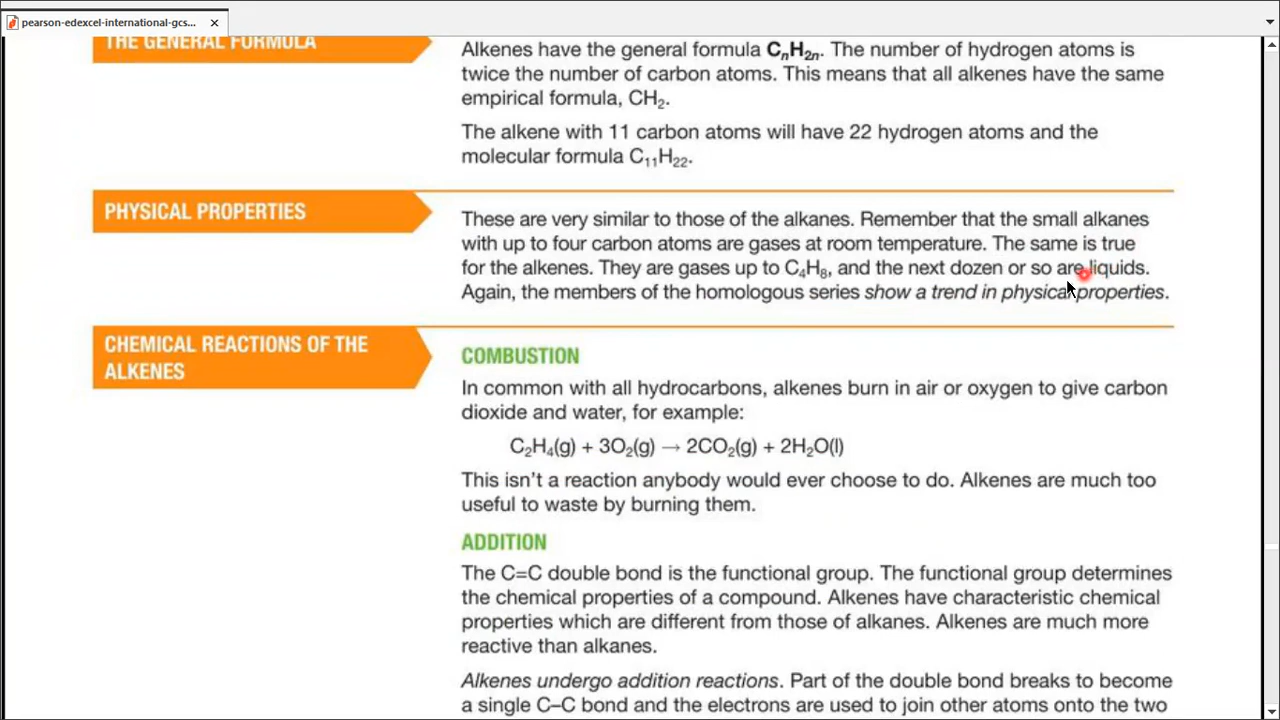 pearson-edexcel-international-gcs...
THE GENERAL FORMULA
Alkenes have the general formula CₙH₂ₙ. The number of hydrogen atoms is
twice the number of carbon atoms. This means that all alkenes have the same
empirical formula, CH₂.
The alkene with 11 carbon atoms will have 22 hydrogen atoms and the
molecular formula C₁₁H₂₂.
PHYSICAL PROPERTIES
These are very similar to those of the alkanes. Remember that the small alkanes
with up to four carbon atoms are gases at room temperature. The same is true
for the alkenes. They are gases up to C₄H₈, and the next dozen or so are liquids.
Again, the members of the homologous series show a trend in physical properties.
CHEMICAL REACTIONS OF THE
ALKENES
COMBUSTION
In common with all hydrocarbons, alkenes burn in air or oxygen to give carbon
dioxide and water, for example:
C₂H₄(g) + 3O₂(g) → 2CO₂(g) + 2H₂O(l)
This isn't a reaction anybody would ever choose to do. Alkenes are much too
useful to waste by burning them.
ADDITION
The C=C double bond is the functional group. The functional group determines
the chemical properties of a compound. Alkenes have characteristic chemical
properties which are different from those of alkanes. Alkenes are much more
reactive than alkanes.
Alkenes undergo addition reactions. Part of the double bond breaks to become
a single C–C bond and the electrons are used to join other atoms onto the two